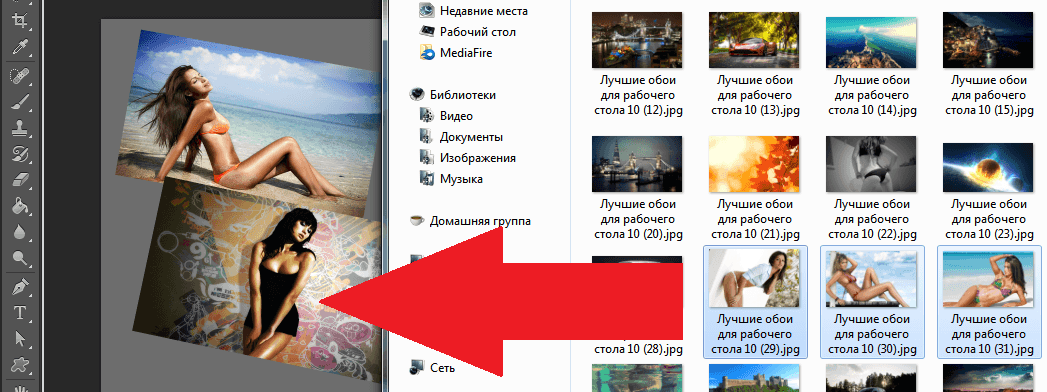 Недавние места
Рабочий стол
MediaFire
Библиотеки
Видео
Документы
Изображения
Музыка
Домашняя группа
Сеть
Лучшие обои
для рабочего
стола 10 (12).jpg
Лучшие обои
для рабочего
стола 10 (13).jpg
Лучшие обои
для рабочего
стола 10 (14).jpg
Лучшие обои
для рабочего
стола 10 (15).jpg
Лучшие обои
для рабочего
стола 10 (20).jpg
Лучшие обои
для рабочего
стола 10 (21).jpg
Лучшие обои
для рабочего
стола 10 (22).jpg
Лучшие обои
для рабочего
стола 10 (23).jpg
стола 10 (28).jpg
Лучшие обои
для рабочего
стола 10 (29).jpg
Лучшие обои
для рабочего
стола 10 (30).jpg
Лучшие обои
для рабочего
стола 10 (31).jpg